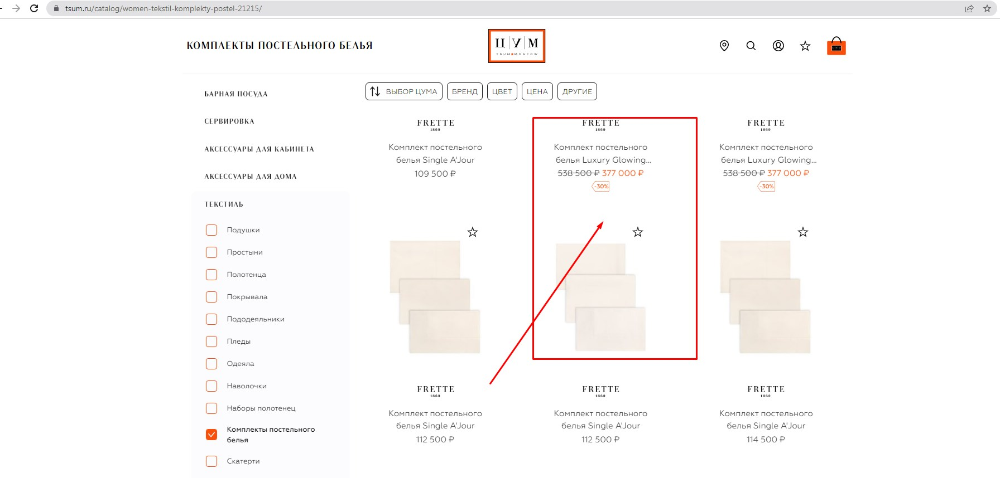 tsum.ru/catalog/women-tekstil-komplekty-postel-21215/
КОМПЛЕКТЫ ПОСТЕЛЬНОГО БЕЛЬЯ
ЦУМ
TSUM MOSCOW
БАРНАЯ ПОСУДА
СЕРВИРОВКА
АКСЕССУАРЫ ДЛЯ КАБИНЕТА
АКСЕССУАРЫ ДЛЯ ДОМА
ТЕКСТИЛЬ
Подушки
Простыни
Полотенца
Покрывала
Пододеяльники
Пледы
Одеяла
Наволочки
Наборы полотенец
Комплекты постельного
белья
Скатерти
ВЫБОР ЦУМА
БРЕНД
ЦВЕТ
ЦЕНА
ДРУГИЕ
FRETTE
1860
Комплект постельного
белья Single A'Jour
109 500 ₽
FRETTE
1860
Комплект постельного
белья Luxury Glowing...
538 500 ₽ 377 000 ₽
-30%
FRETTE
1860
Комплект постельного
белья Luxury Glowing...
538 500 ₽ 377 000 ₽
-30%
FRETTE
1860
Комплект постельного
белья Single A'Jour
112 500 ₽
FRETTE
1860
Комплект постельного
белья Single A'Jour
112 500 ₽
FRETTE
1860
Комплект постельного
белья Single A'Jour
114 500 ₽